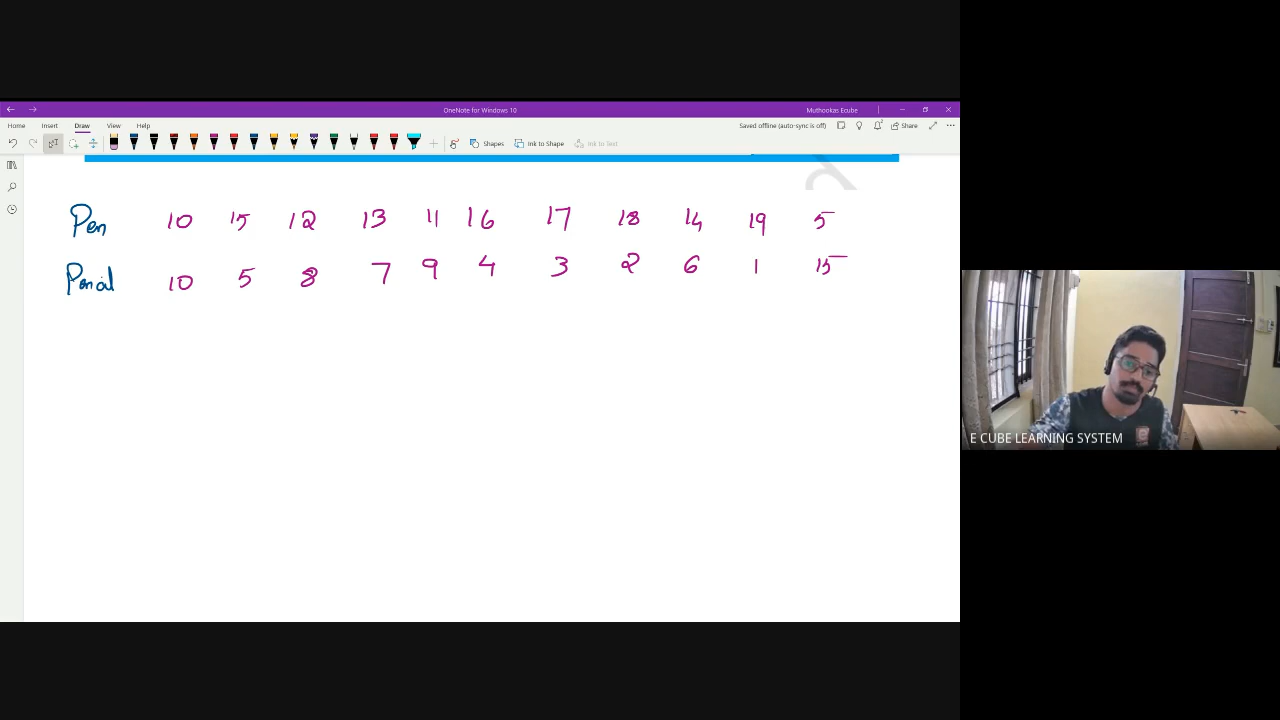 OneNote for Windows 10
Muthookas Ecube
Home Insert Draw View Help
Saved offline (auto-sync is off) Share
Shapes Ink to Shape Ink to Text
Pen 10 15 12 13 11 16 17 18 14 19 5
Pencil 10 5 8 7 9 4 3 2 6 1 15
E CUBE LEARNING SYSTEM